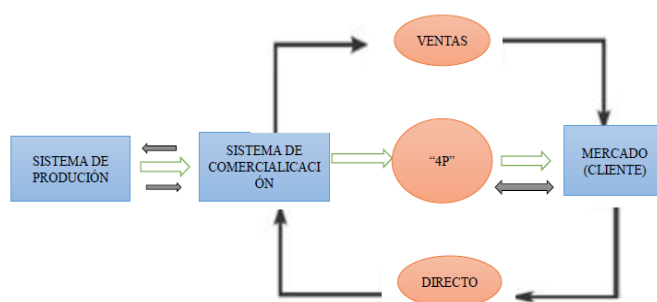 VENTAS
SISTEMA DE
PRODUCIÓN
SISTEMA DE
COMERCIALICACI
ÓN
“4P”
MERCADO
(CLIENTE)
DIRECTO